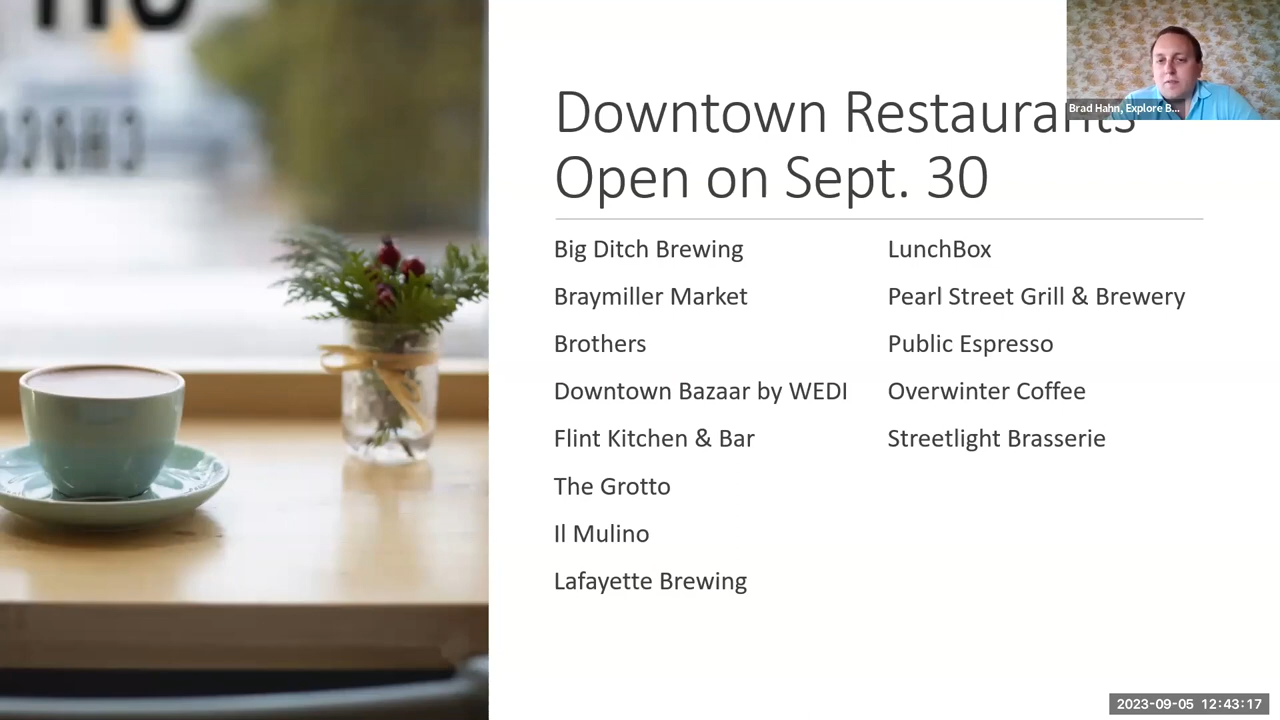 Downtown Restaurants
Open on Sept. 30
Big Ditch Brewing
Braymiller Market
Brothers
Downtown Bazaar by WEDI
Flint Kitchen & Bar
The Grotto
Il Mulino
Lafayette Brewing
LunchBox
Pearl Street Grill & Brewery
Public Espresso
Overwinter Coffee
Streetlight Brasserie
Brad Hahn, Explore B...
2023-09-05 12:43:17